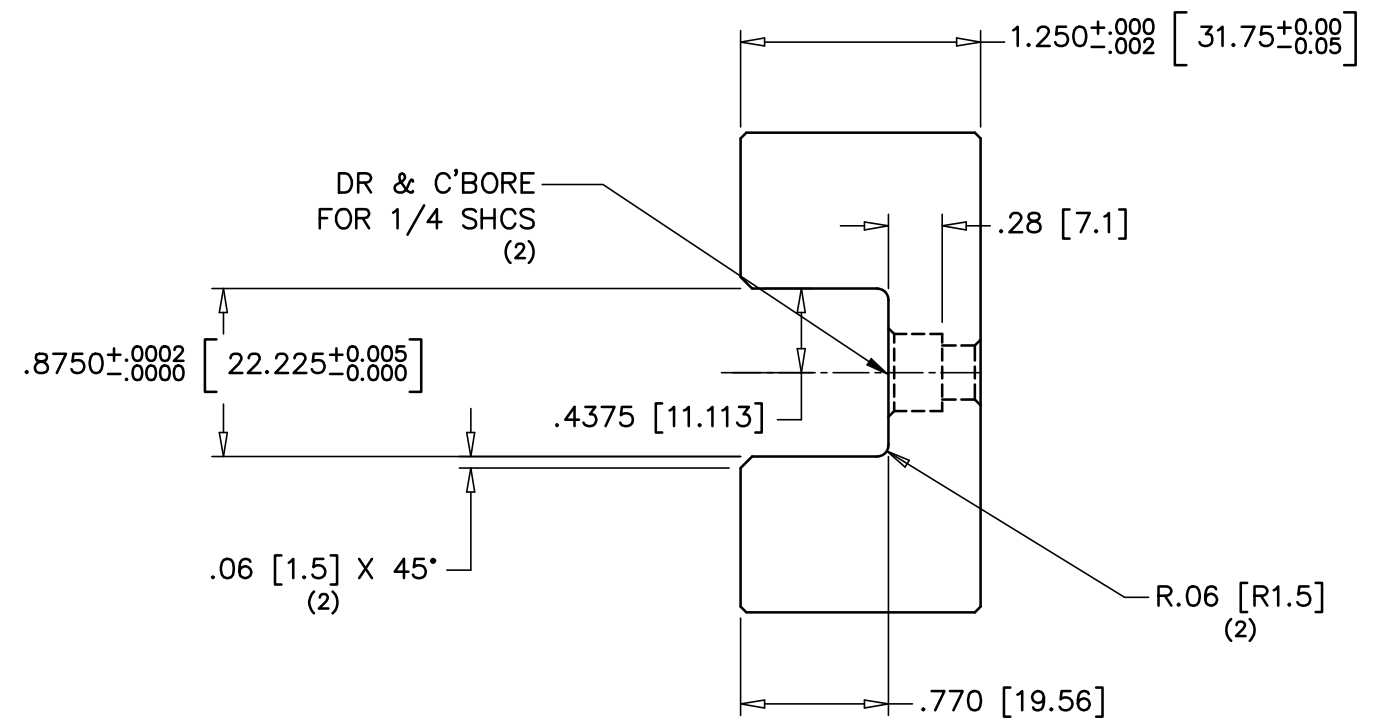 1.250+.000 -.002 [ 31.75+0.00 -0.05 ]
DR & C'BORE
FOR 1/4 SHCS
(2)
.28 [7.1]
.8750+.0002 -.0000 [ 22.225+0.005 -0.000 ]
.4375 [11.113]
.06 [1.5] X 45°
(2)
R.06 [R1.5]
(2)
.770 [19.56]